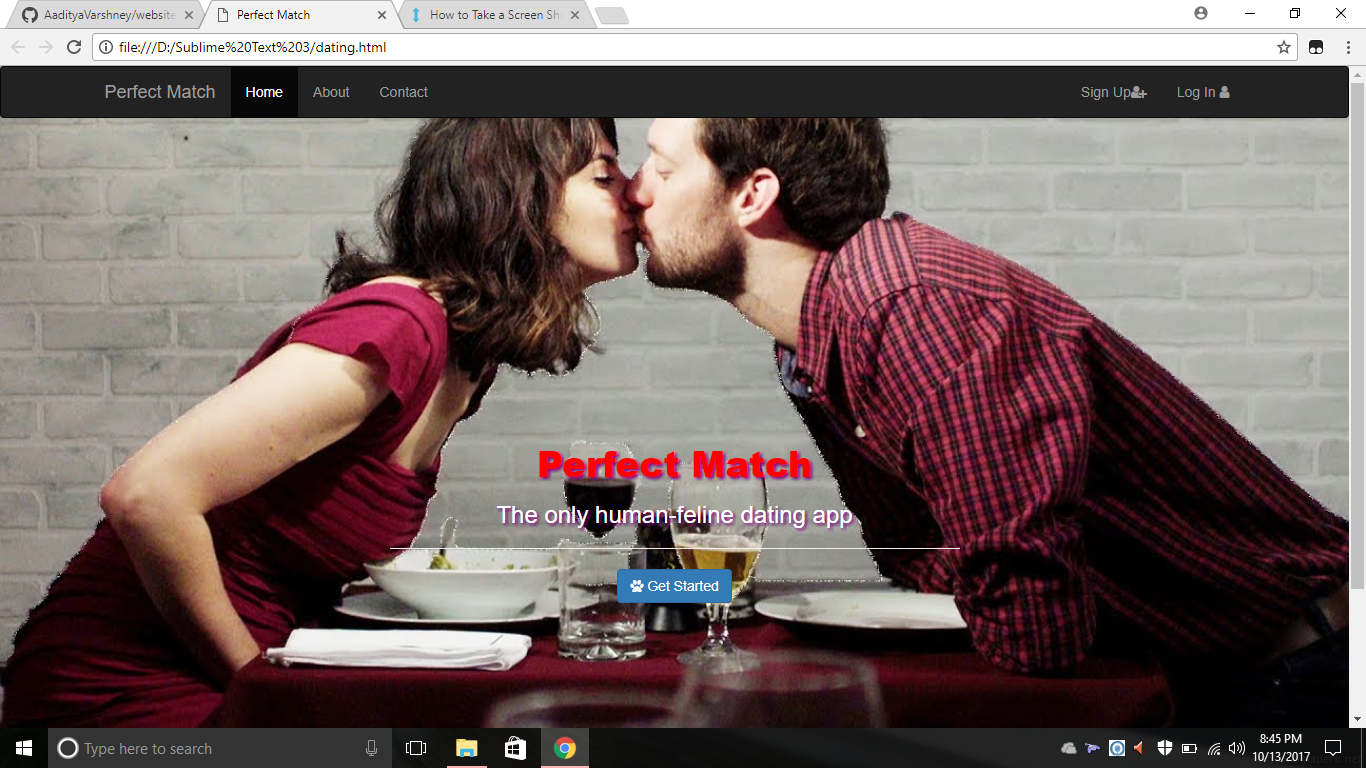 AadityaVarshney/website
Perfect Match
How to Take a Screen Sh
file:///D:/Sublime%20Text%203/dating.html
Perfect Match Home About Contact Sign Up Log In
Perfect Match
The only human-feline dating app
Get Started
Type here to search
8:45 PM
10/13/2017